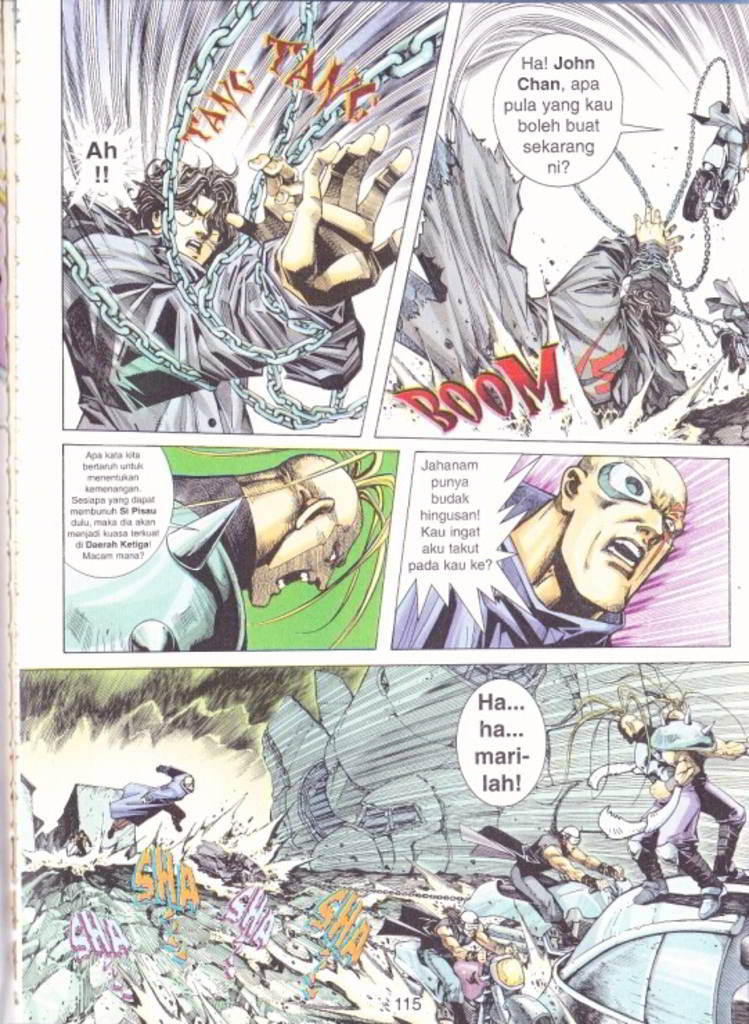 TANG TANG
Ah
!!
Ha! John
Chan, apa
pula yang kau
boleh buat
sekarang
ni?
BOOM
Apa kata kita
bertaruh untuk
menentukan
kemenangan.
Sesiapa yang dapat
membunuh Si Pisau
dulu, maka dia akan
menjadi kuasa terkuat
di Daerah Ketiga!
Macam mana?
Jahanam
punya
budak
hingusan!
Kau ingat
aku takut
pada kau ke?
Ha...
ha...
mari-
lah!
SHA
SHA
SHA
SHA
115